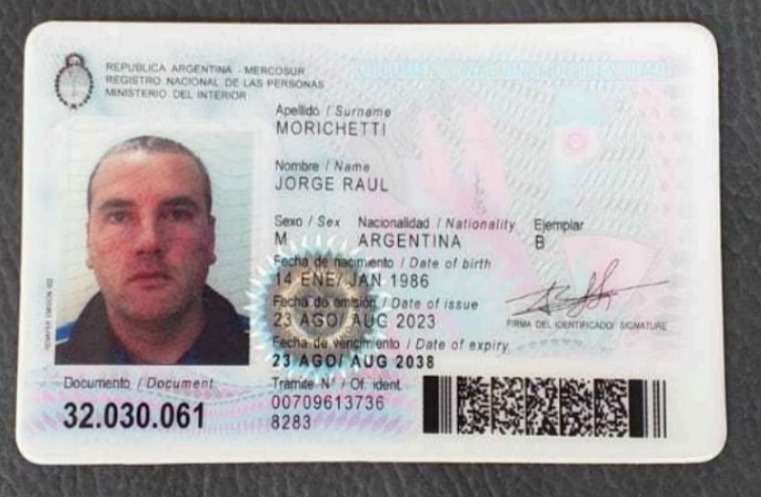 REPUBLICA ARGENTINA - MERCOSUR
REGISTRO NACIONAL DE LAS PERSONAS
MINISTERIO DEL INTERIOR
Apellido / Surname
MORICHETTI
Nombre / Name
JORGE RAUL
Sexo / Sex Nacionalidad / Nationality Ejemplar
M ARGENTINA B
Fecha de nacimiento / Date of birth
14 ENE/ JAN 1986
Fecha de emisión / Date of issue
23 AGO/ AUG 2023
FIRMA DEL IDENTIFICADO/ SIGNATURE
Fecha de vencimiento / Date of expiry
23 AGO/ AUG 2038
Documento / Document
32.030.061
Tramite N° / Of. ident.
00709613736
8283